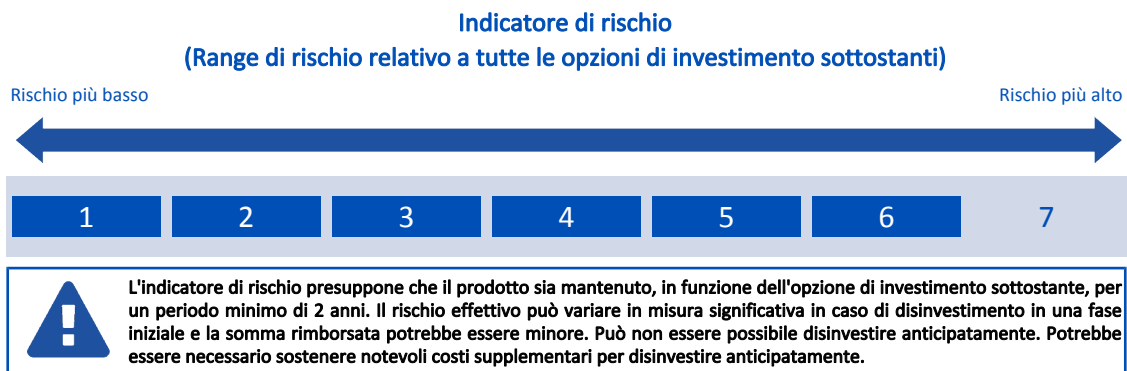 Indicatore di rischio
(Range di rischio relativo a tutte le opzioni di investimento sottostanti)
Rischio più basso Rischio più alto
1 2 3 4 5 6 7
L'indicatore di rischio presuppone che il prodotto sia mantenuto, in funzione dell'opzione di investimento sottostante, per
un periodo minimo di 2 anni. Il rischio effettivo può variare in misura significativa in caso di disinvestimento in una fase
iniziale e la somma rimborsata potrebbe essere minore. Può non essere possibile disinvestire anticipatamente. Potrebbe
essere necessario sostenere notevoli costi supplementari per disinvestire anticipatamente.